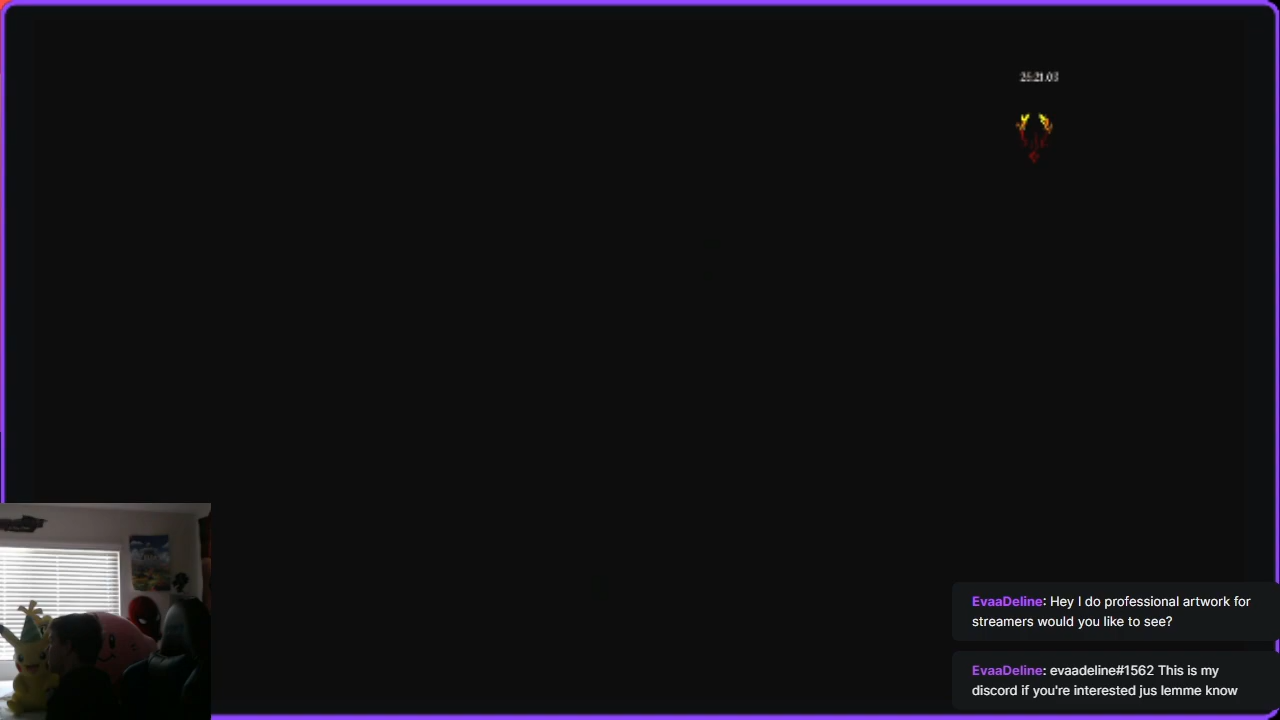 25:21.03
EvaaDeline: Hey I do professional artwork for
streamers would you like to see?
EvaaDeline: evaadeline#1562 This is my
discord if you're interested jus lemme know